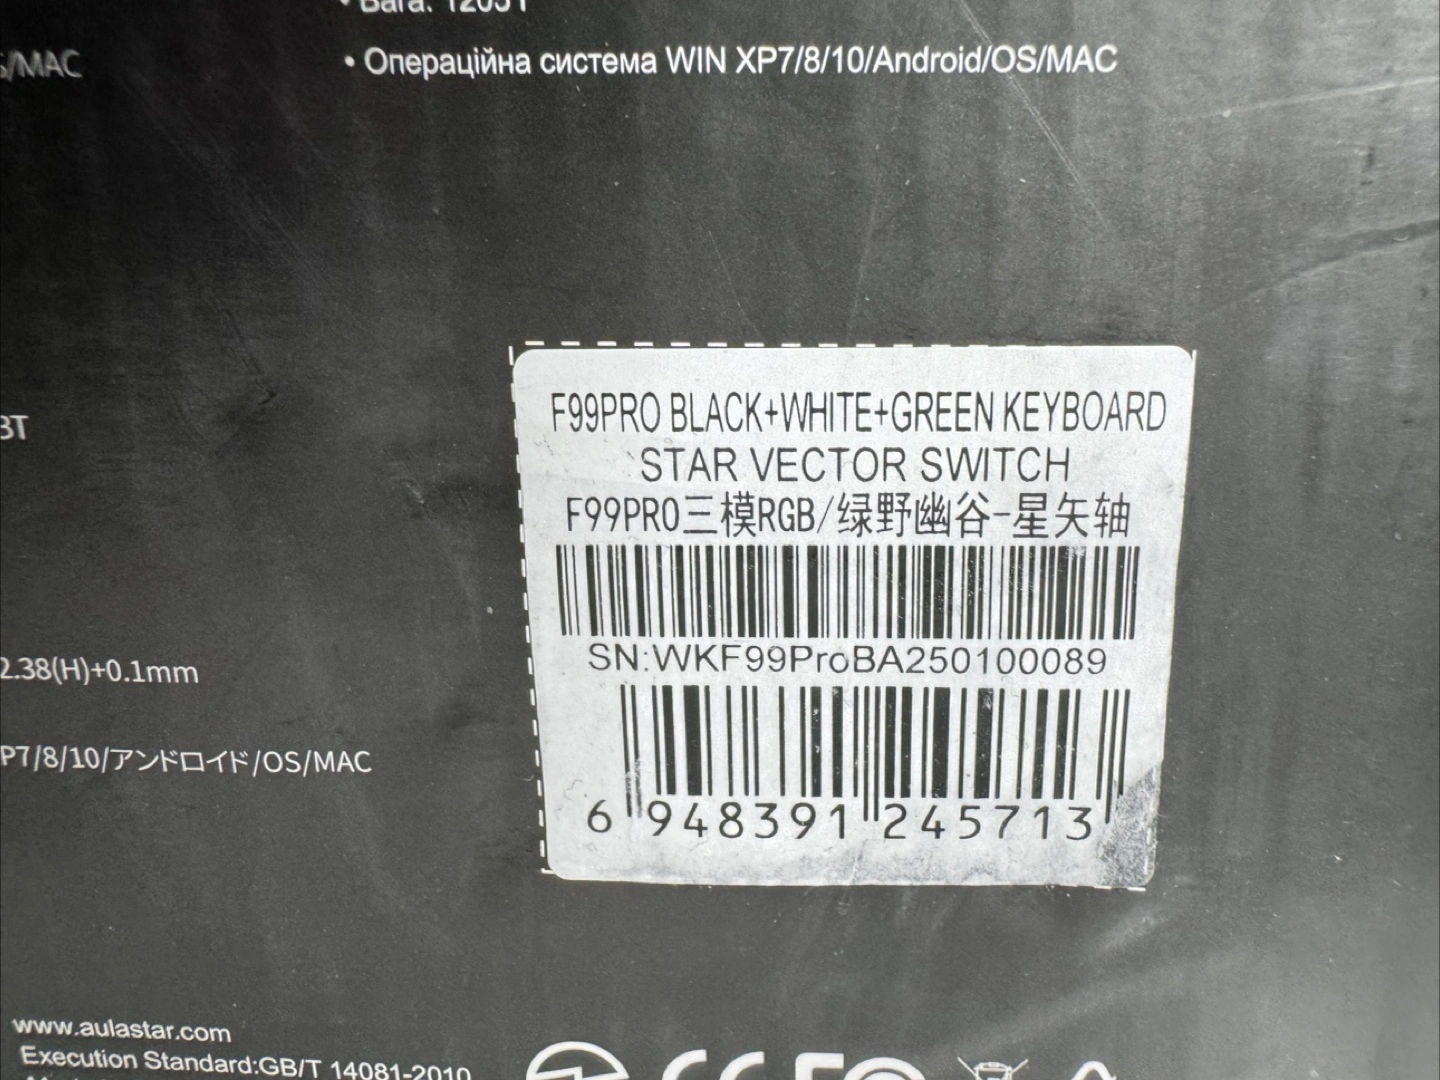 • Вага: 1205Г
S/MAC
• Операційна система WIN XP7/8/10/Android/OS/MAC
F99PRO BLACK+WHITE+GREEN KEYBOARD
STAR VECTOR SWITCH
F99PRO三模RGB/绿野幽谷-星矢轴
BT
SN:WKF99ProBA250100089
2.38(H)+0.1mm
P7/8/10/アンドロイド/OS/MAC
6 948391 245713
www.aulastar.com
Execution Standard:GB/T 14081-2010